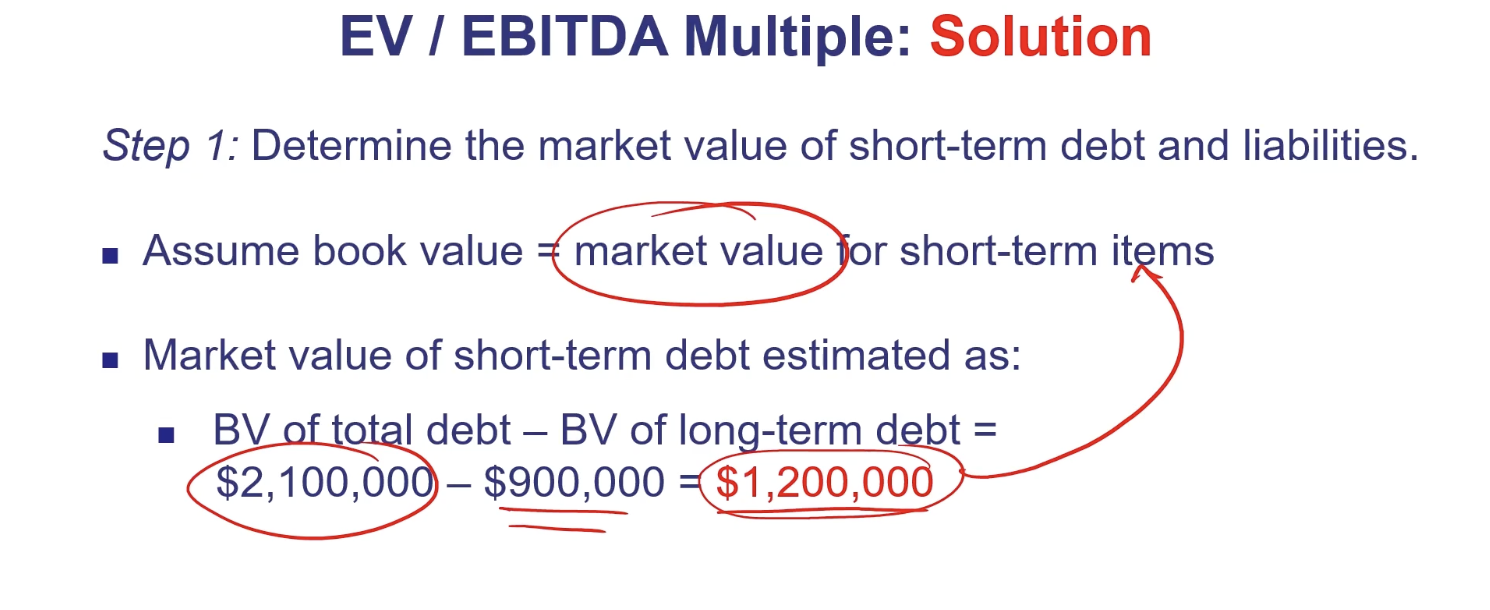 EV / EBITDA Multiple: Solution
Step 1: Determine the market value of short-term debt and liabilities.
▪ Assume book value = market value for short-term items
▪ Market value of short-term debt estimated as:
▪ BV of total debt – BV of long-term debt =
$2,100,000 – $900,000 = $1,200,000